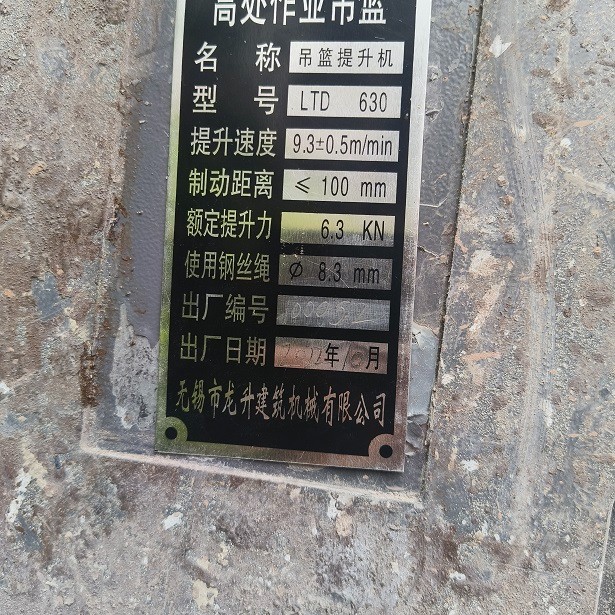 高处作业吊篮
名 称 吊篮提升机
型 号 LTD 630
提升速度 9.3±0.5m/min
制动距离 ≤ 100 mm
额定提升力 6.3 KN
使用钢丝绳 Ø 8.3 mm
出厂编号
出厂日期 年 月
无锡市龙升建筑机械有限公司